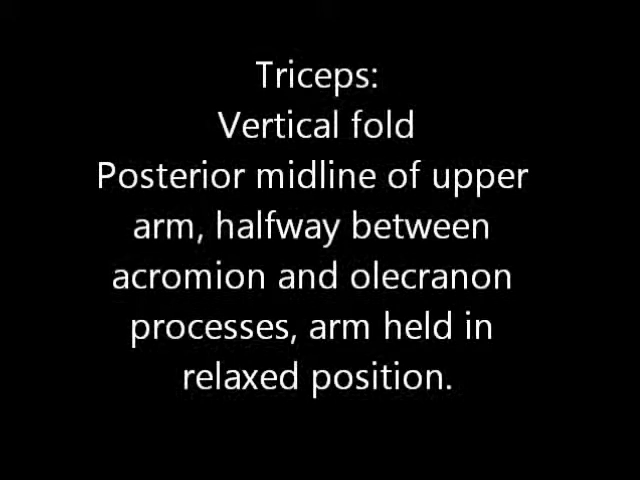 Triceps:
Vertical fold
Posterior midline of upper
arm, halfway between
acromion and olecranon
processes, arm held in
relaxed position.